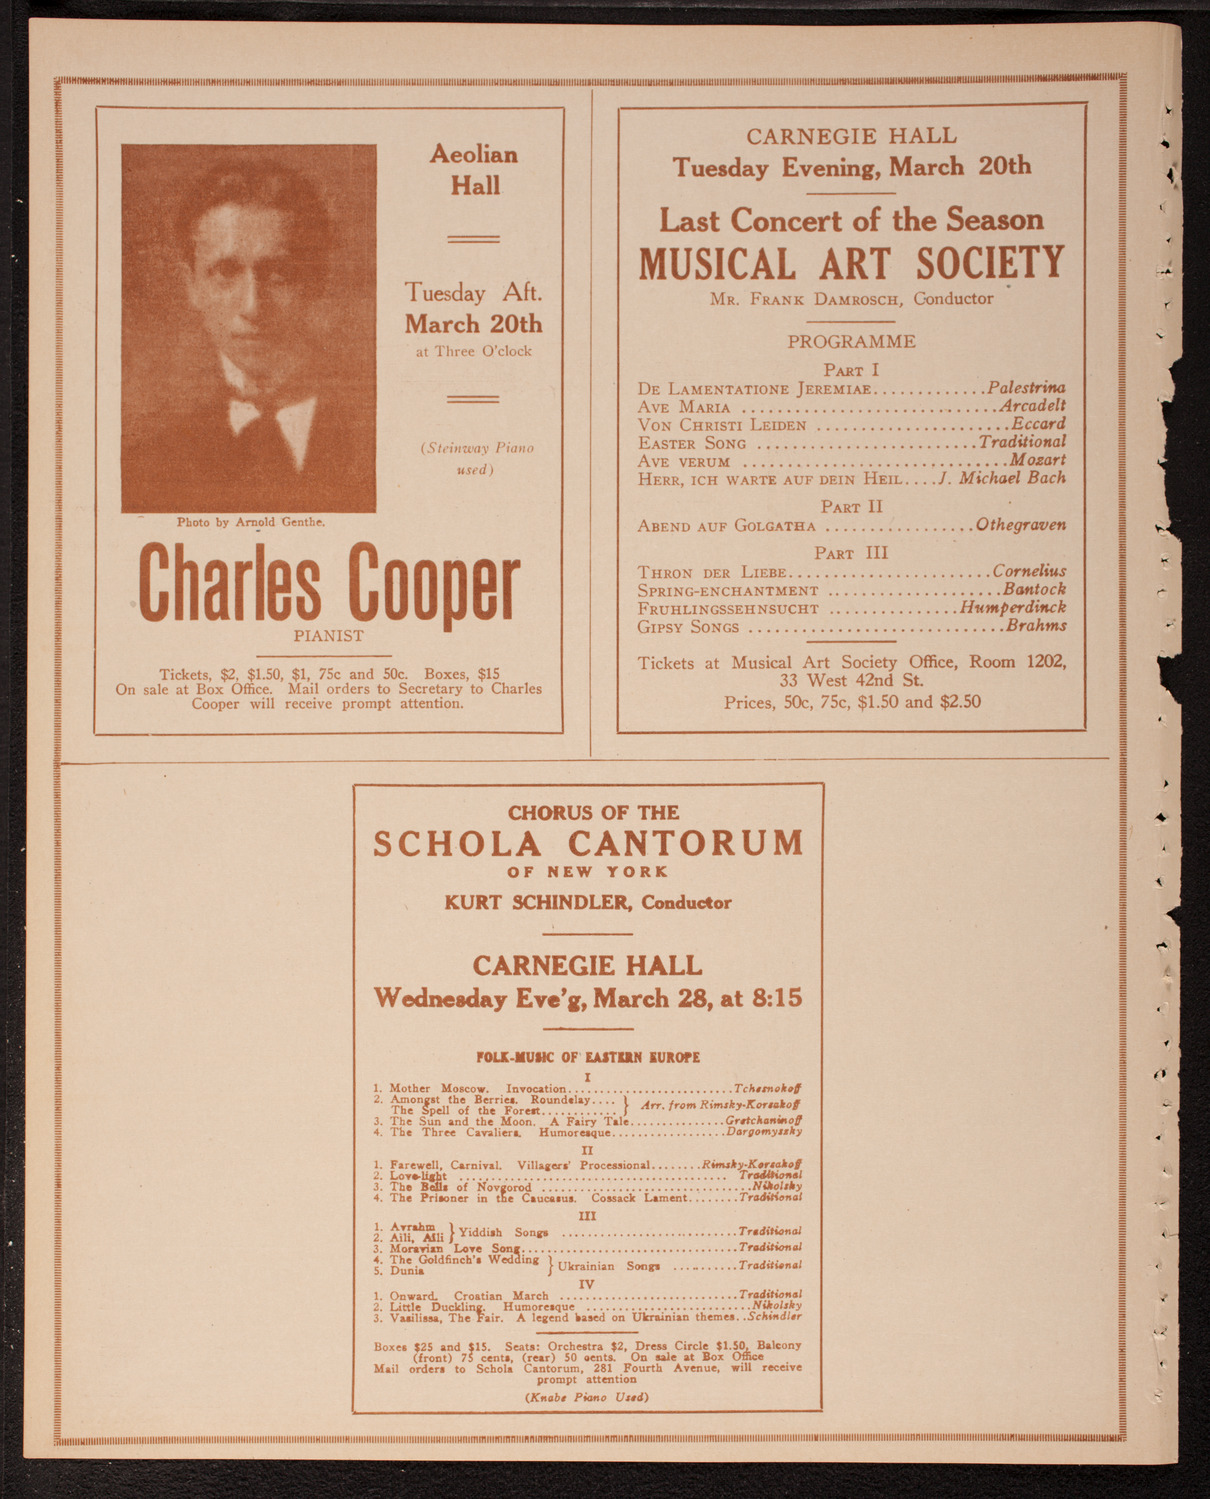 Aeolian
Hall
Tuesday Aft.
March 20th
at Three O'clock
(Steinway Piano
used)
Photo by Arnold Genthe.
Charles Cooper
PIANIST
Tickets, $2, $1.50, $1, 75c and 50c. Boxes, $15
On sale at Box Office. Mail orders to Secretary to Charles
Cooper will receive prompt attention.
CARNEGIE HALL
Tuesday Evening, March 20th
Last Concert of the Season
MUSICAL ART SOCIETY
MR. FRANK DAMROSCH, Conductor
PROGRAMME
PART I
DE LAMENTATIONE JEREMIAE.............Palestrina
AVE MARIA ............................Arcadelt
VON CHRISTI LEIDEN ......................Eccard
EASTER SONG ........................Traditional
AVE VERUM ..............................Mozart
HERR, ICH WARTE AUF DEIN HEIL....J. Michael Bach
PART II
ABEND AUF GOLGATHA .................Othegraven
PART III
THRON DER LIEBE........................Cornelius
SPRING-ENCHANTMENT ....................Bantock
FRUHLINGSSEHNSUCHT ...............Humperdinck
GIPSY SONGS ............................Brahms
Tickets at Musical Art Society Office, Room 1202,
33 West 42nd St.
Prices, 50c, 75c, $1.50 and $2.50
CHORUS OF THE
SCHOLA CANTORUM
OF NEW YORK
KURT SCHINDLER, Conductor
CARNEGIE HALL
Wednesday Eve'g, March 28, at 8:15
FOLK-MUSIC OF EASTERN EUROPE
I
1. Mother Moscow. Invocation..........................Tchesnokoff
2. Amongst the Berries. Roundelay....
The Spell of the Forest............ } Arr. from Rimsky-Korsakoff
3. The Sun and the Moon. A Fairy Tale...............Gretchaninoff
4. The Three Cavaliers. Humoresque..................Dargomyszky
II
1. Farewell, Carnival. Villagers' Processional........Rimsky-Korsakoff
2. Love-light .......................................... Traditional
3. The Bells of Novgorod ..................................Nikolsky
4. The Prisoner in the Caucasus. Cossack Lament........Traditional
III
1. Avrahm
2. Aili, Aili } Yiddish Songs ............................Traditional
3. Moravian Love Song..................................Traditional
4. The Goldfinch's Wedding
5. Dunia } Ukrainian Songs ..........Traditional
IV
1. Onward. Croatian March ............................Traditional
2. Little Duckling. Humoresque ..........................Nikolsky
3. Vasilissa, The Fair. A legend based on Ukrainian themes..Schindler
Boxes $25 and $15. Seats: Orchestra $2, Dress Circle $1.50, Balcony
(front) 75 cents, (rear) 50 cents. On sale at Box Office
Mail orders to Schola Cantorum, 281 Fourth Avenue, will receive
prompt attention
(Knabe Piano Used)